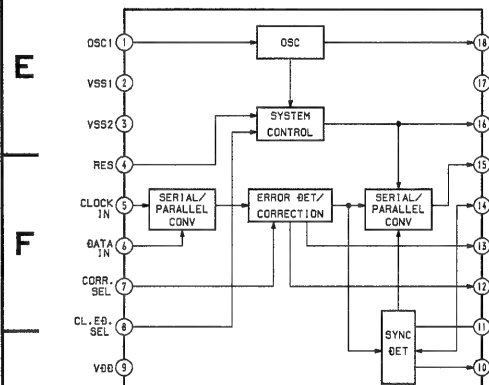 E
F
OSC1
1
OSC
18
VSS1
2
17
VSS2
3
SYSTEM
CONTROL
16
RES
4
15
CLOCK
IN
5
SERIAL/
PARALLEL
CONV
ERROR DET/
CORRECTION
SERIAL/
PARALLEL
CONV
14
DATA
IN
6
13
CORR.
SEL
7
12
CL.ED.
SEL
8
SYNC
DET
11
VDD
9
10